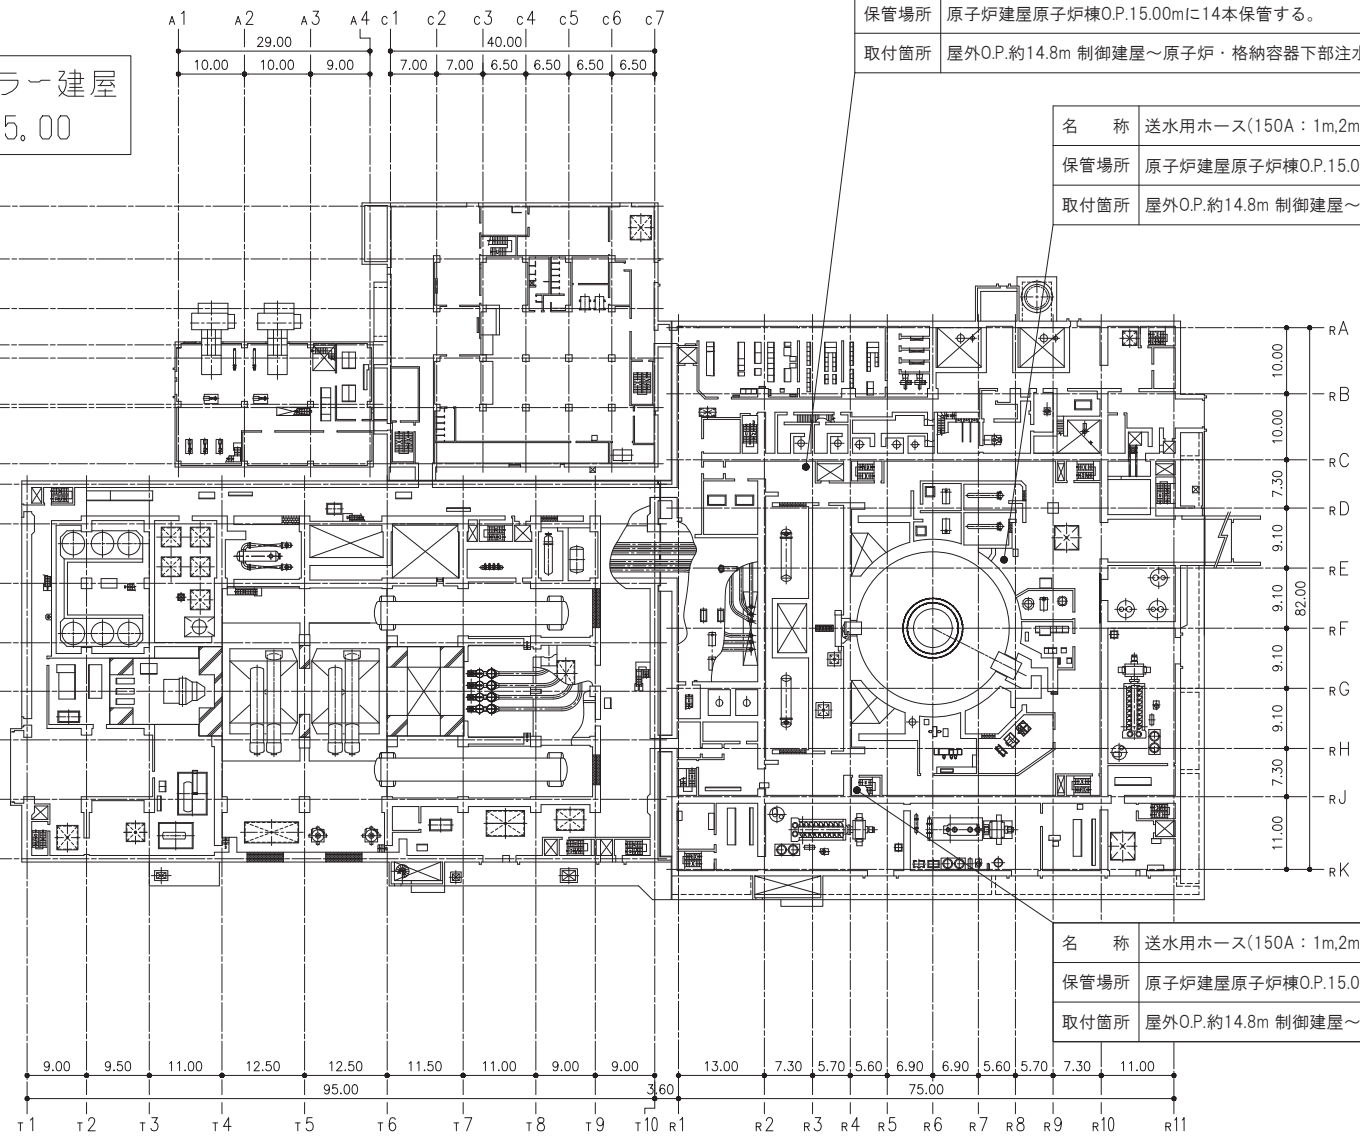 A1 A2 A3 A4 C1 C2 C3 C4 C5 C6 C7
29.00 40.00
10.00 10.00 9.00 7.00 7.00 6.50 6.50 6.50 6.50
ラー建屋
5.00
保管場所 原子炉建屋原子炉棟O.P.15.00mに14本保管する。
取付箇所 屋外O.P.約14.8m 制御建屋～原子炉・格納容器下部注水
名 称 送水用ホース(150A：1m,2m
保管場所 原子炉建屋原子炉棟O.P.15.0
取付箇所 屋外O.P.約14.8m 制御建屋～
RA
10.00
RB
10.00
RC
7.30
RD
9.10
RE
9.10
82.00
RF
9.10
RG
9.10
RH
7.30
RJ
11.00
RK
名 称 送水用ホース(150A：1m,2m
保管場所 原子炉建屋原子炉棟O.P.15.0
取付箇所 屋外O.P.約14.8m 制御建屋～
9.00 9.50 11.00 12.50 12.50 11.50 11.00 9.00 9.00 13.00 7.30 5.70 5.60 6.90 6.90 5.60 5.70 7.30 11.00
95.00 3.60 75.00
T1 T2 T3 T4 T5 T6 T7 T8 T9 T10 R1 R2 R3 R4 R5 R6 R7 R8 R9 R10 R11